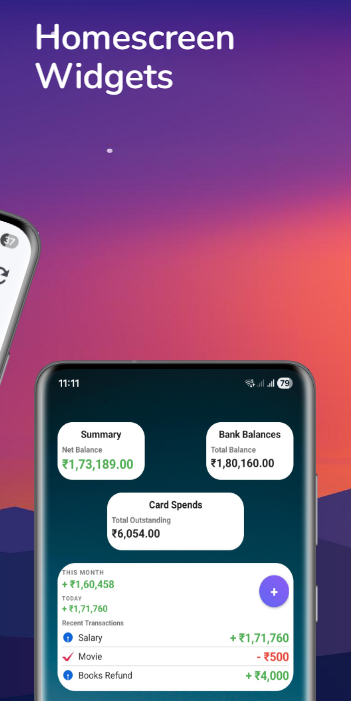 Homescreen
Widgets
37
11:11
79
Summary
Net Balance
₹1,73,189.00
Bank Balances
Total Balance
₹1,80,160.00
Card Spends
Total Outstanding
₹6,054.00
THIS MONTH
+ ₹1,60,458
TODAY
+ ₹1,71,760
+
Recent Transactions
Salary + ₹1,71,760
Movie - ₹500
Books Refund + ₹4,000